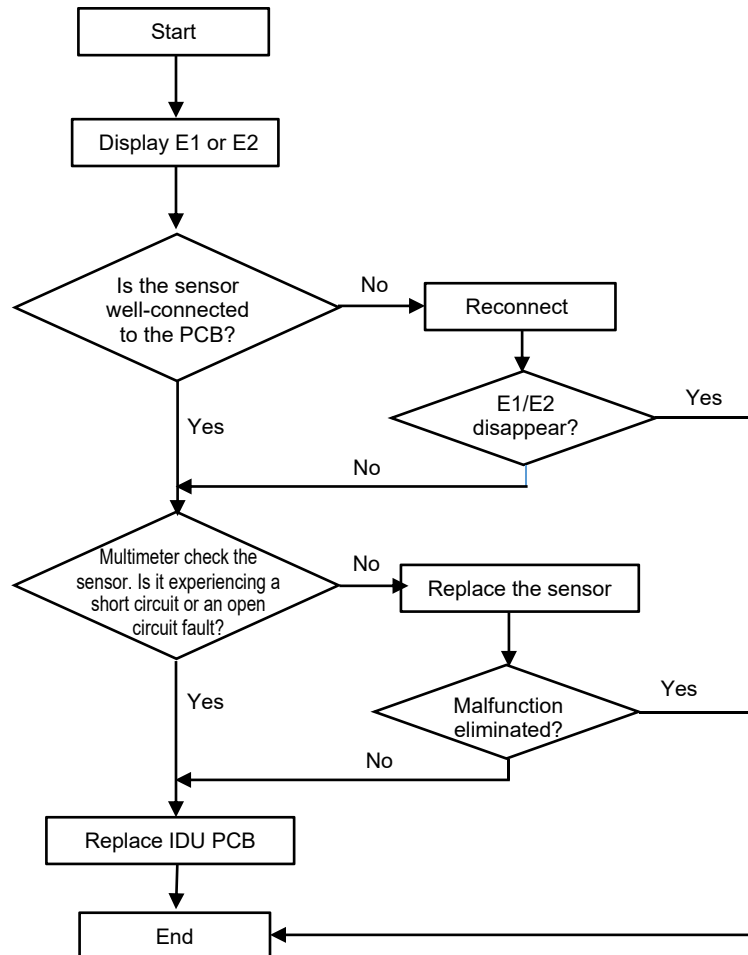 Start
Display E1 or E2
Is the sensor
well-connected
to the PCB?
No
Reconnect
Yes
E1/E2
disappear?
Yes
No
Multimeter check the
sensor. Is it experiencing a
short circuit or an open
circuit fault?
No
Replace the sensor
Yes
Malfunction
eliminated?
Yes
No
Replace IDU PCB
End